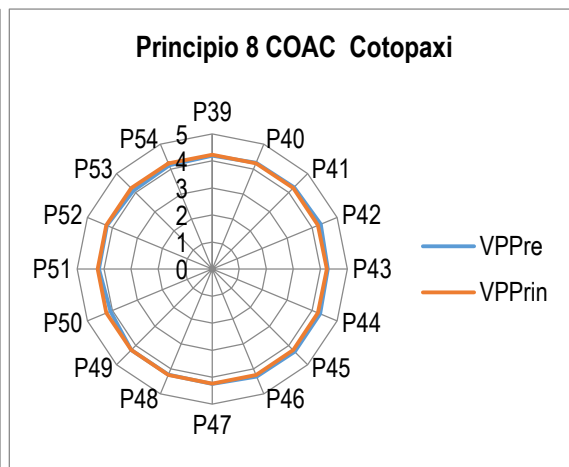 Principio 8 COAC  Cotopaxi
P39
P54
P40
5
P53
4
P41
3
P52
2
P42
1
P51
0
P43
VPPre
VPPrin
P50
P44
P49
P45
P48
P46
P47